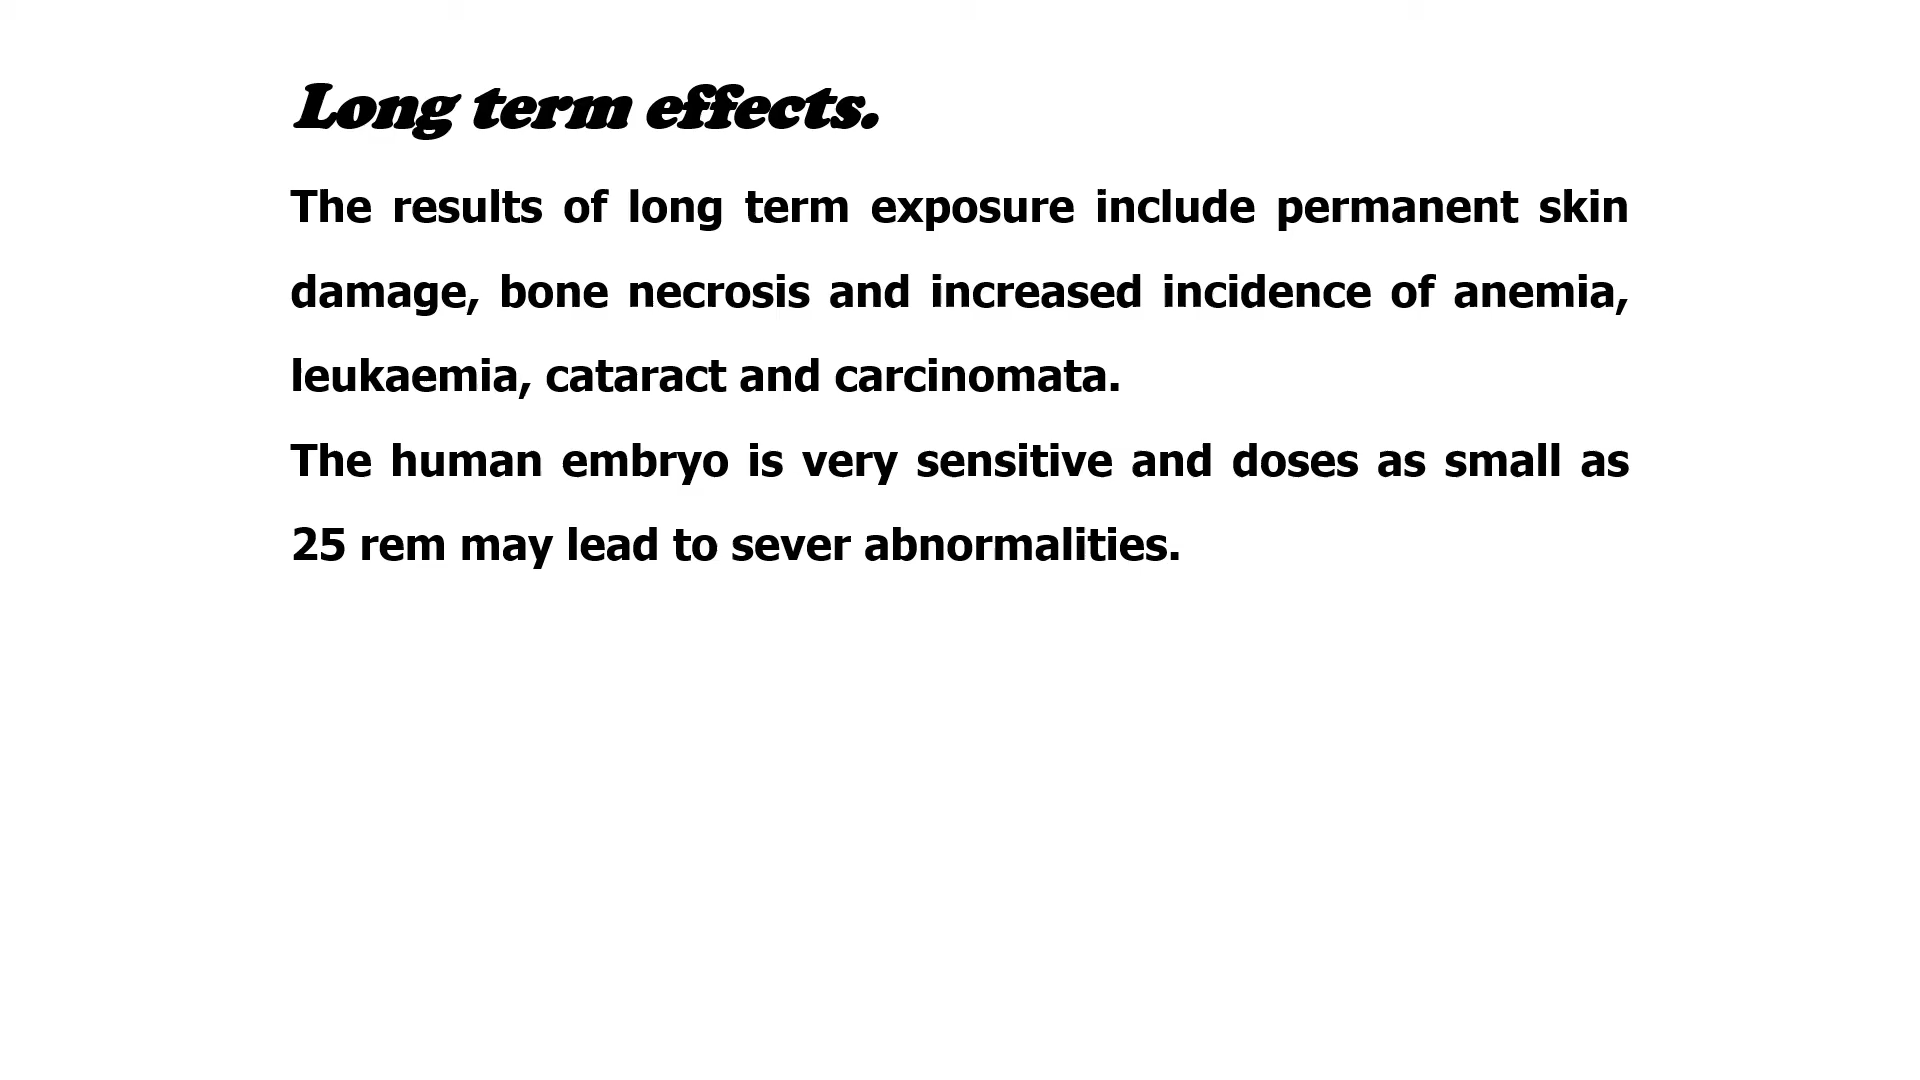 Long term effects.
The results of long term exposure include permanent skin
damage, bone necrosis and increased incidence of anemia,
leukaemia, cataract and carcinomata.
The human embryo is very sensitive and doses as small as
25 rem may lead to sever abnormalities.